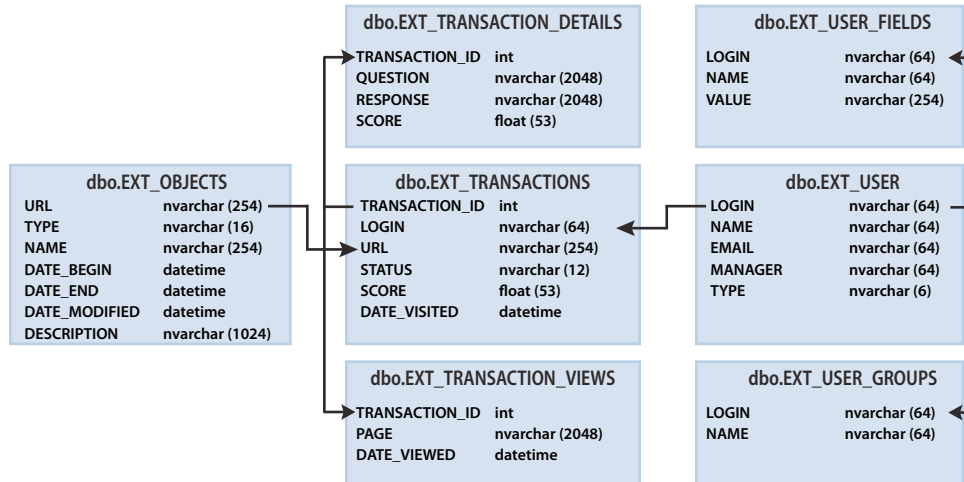 dbo.EXT_TRANSACTION_DETAILS
TRANSACTION_ID int
QUESTION nvarchar (2048)
RESPONSE nvarchar (2048)
SCORE float (53)
dbo.EXT_USER_FIELDS
LOGIN nvarchar (64)
NAME nvarchar (64)
VALUE nvarchar (254)
dbo.EXT_OBJECTS
URL nvarchar (254)
TYPE nvarchar (16)
NAME nvarchar (254)
DATE_BEGIN datetime
DATE_END datetime
DATE_MODIFIED datetime
DESCRIPTION nvarchar (1024)
dbo.EXT_TRANSACTIONS
TRANSACTION_ID int
LOGIN nvarchar (64)
URL nvarchar (254)
STATUS nvarchar (12)
SCORE float (53)
DATE_VISITED datetime
dbo.EXT_USER
LOGIN nvarchar (64)
NAME nvarchar (64)
EMAIL nvarchar (64)
MANAGER nvarchar (64)
TYPE nvarchar (6)
dbo.EXT_TRANSACTION_VIEWS
TRANSACTION_ID int
PAGE nvarchar (2048)
DATE_VIEWED datetime
dbo.EXT_USER_GROUPS
LOGIN nvarchar (64)
NAME nvarchar (64)